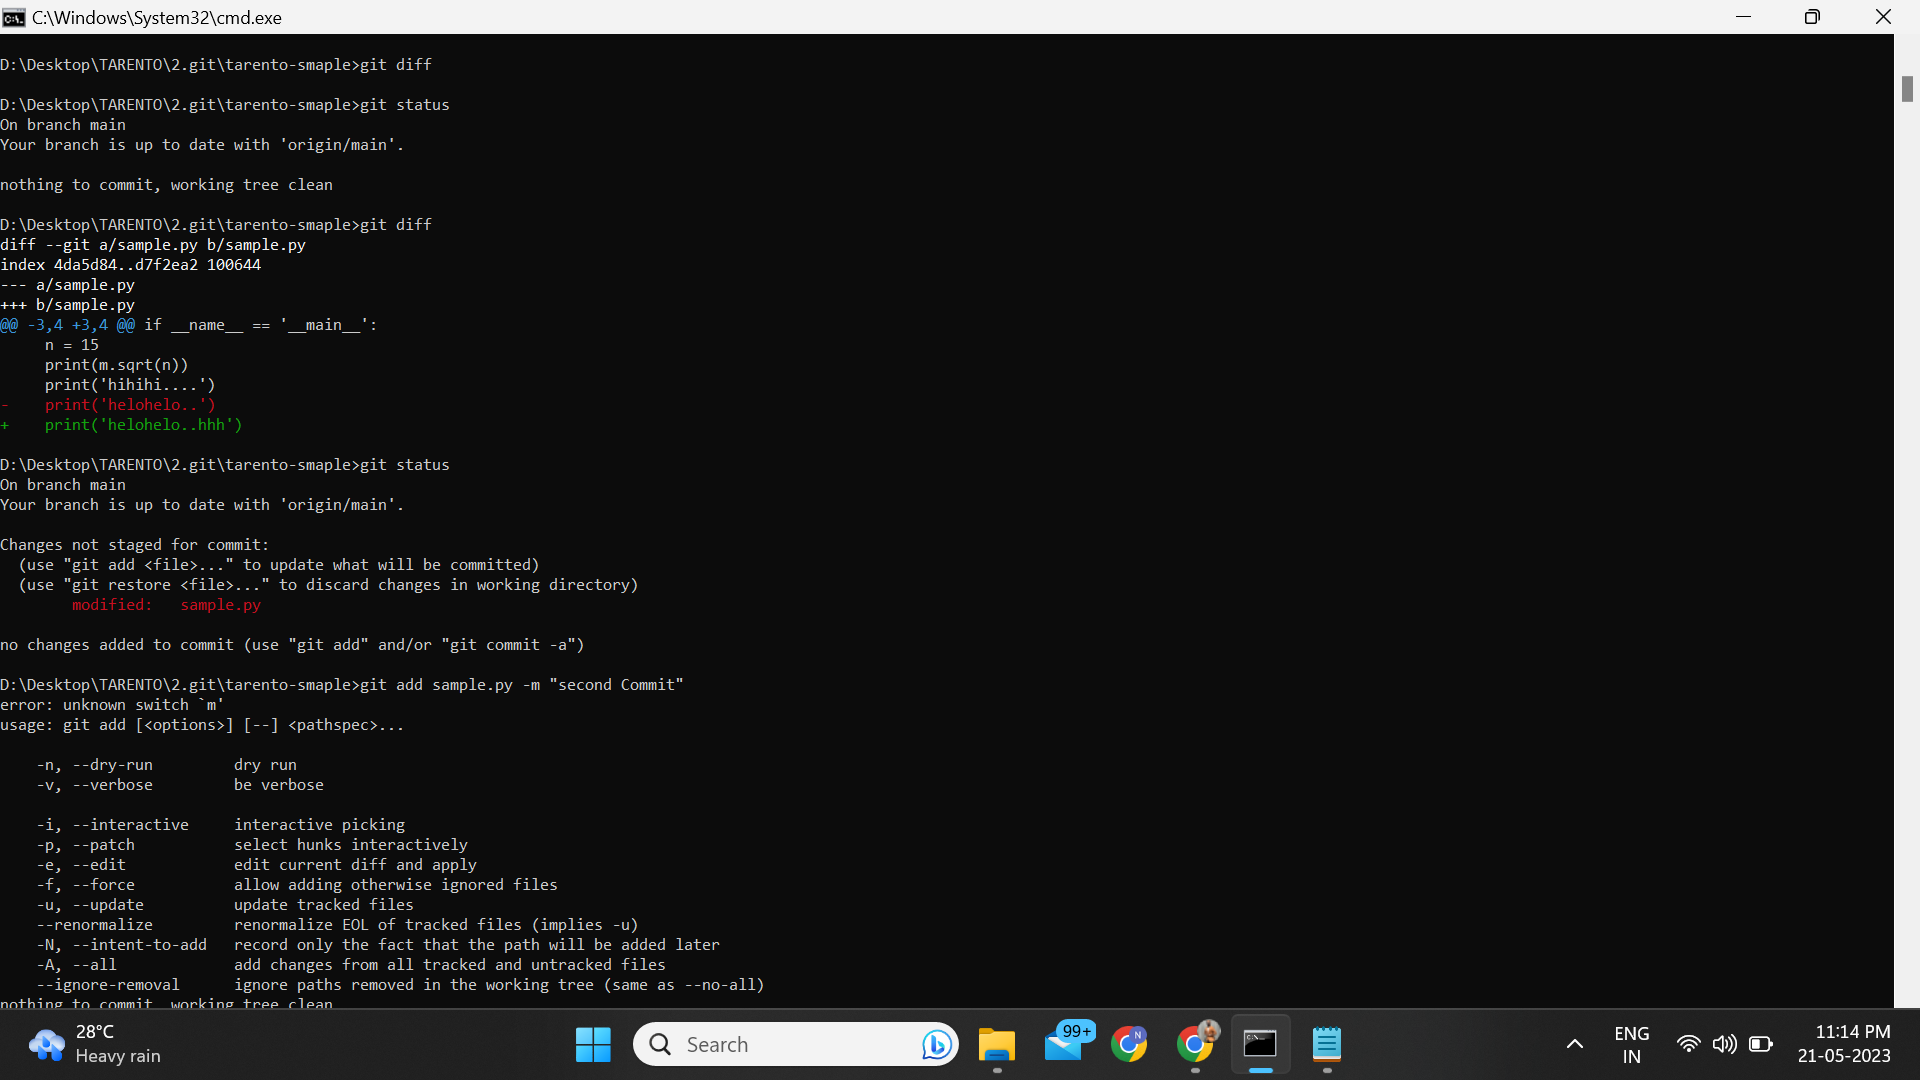 C:\Windows\System32\cmd.exe
D:\Desktop\TARENTO\2.git\tarento-smaple>git diff
D:\Desktop\TARENTO\2.git\tarento-smaple>git status
On branch main
Your branch is up to date with 'origin/main'.
nothing to commit, working tree clean
D:\Desktop\TARENTO\2.git\tarento-smaple>git diff
diff --git a/sample.py b/sample.py
index 4da5d84..d7f2ea2 100644
--- a/sample.py
+++ b/sample.py
@@ -3,4 +3,4 @@ if __name__ == '__main__':
     n = 15
     print(m.sqrt(n))
     print('hihihi....')
-    print('helohelo..')
+    print('helohelo..hhh')
D:\Desktop\TARENTO\2.git\tarento-smaple>git status
On branch main
Your branch is up to date with 'origin/main'.
Changes not staged for commit:
  (use "git add <file>..." to update what will be committed)
  (use "git restore <file>..." to discard changes in working directory)
        modified:   sample.py
no changes added to commit (use "git add" and/or "git commit -a")
D:\Desktop\TARENTO\2.git\tarento-smaple>git add sample.py -m "second Commit"
error: unknown switch `m'
usage: git add [<options>] [--] <pathspec>...
    -n, --dry-run         dry run
    -v, --verbose         be verbose
    -i, --interactive     interactive picking
    -p, --patch           select hunks interactively
    -e, --edit            edit current diff and apply
    -f, --force           allow adding otherwise ignored files
    -u, --update          update tracked files
    --renormalize         renormalize EOL of tracked files (implies -u)
    -N, --intent-to-add   record only the fact that the path will be added later
    -A, --all             add changes from all tracked and untracked files
    --ignore-removal      ignore paths removed in the working tree (same as --no-all)
nothing to commit, working tree clean
28°C
Heavy rain
Search
99+
N
ENG
IN
11:14 PM
21-05-2023